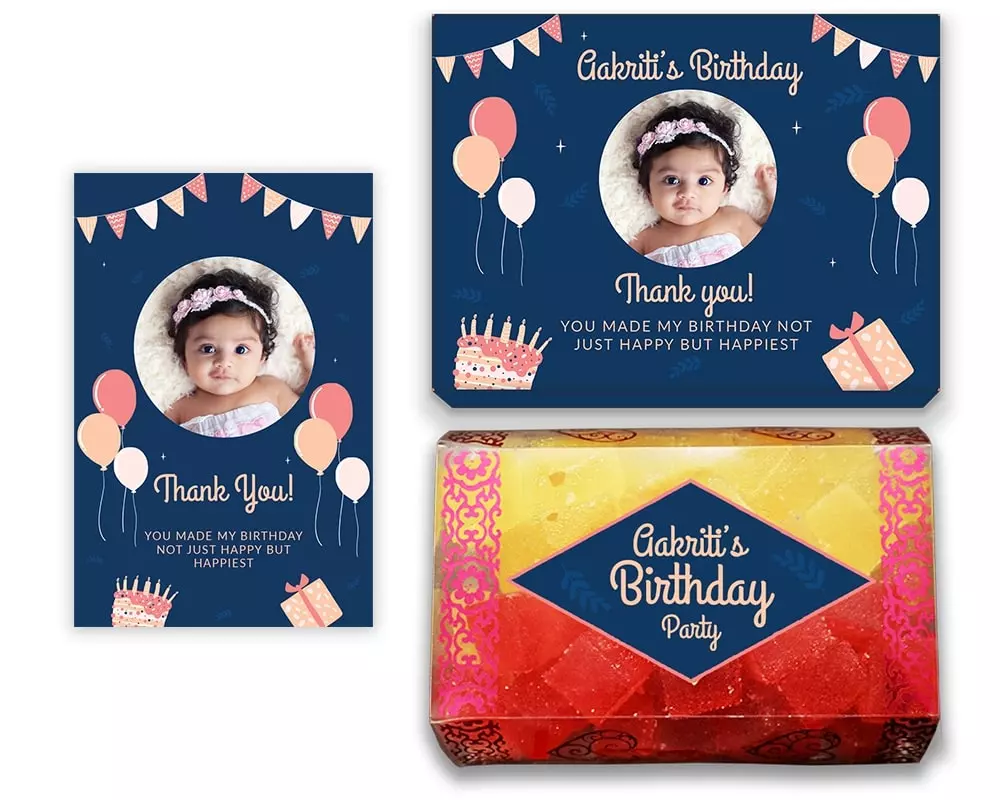 Aakriti's Birthday
Thank you!
YOU MADE MY BIRTHDAY NOT
JUST HAPPY BUT HAPPIEST
Thank You!
YOU MADE MY BIRTHDAY
NOT JUST HAPPY BUT
HAPPIEST
Aakriti's
Birthday
Party